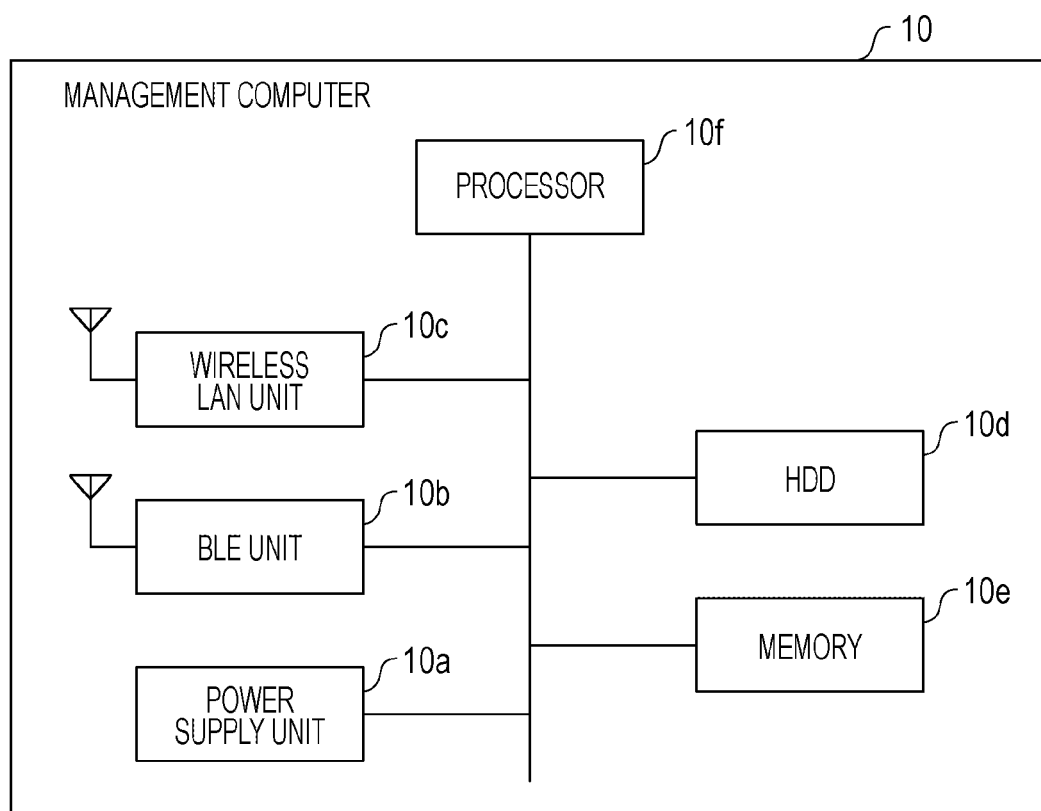 10
MANAGEMENT COMPUTER
10f
PROCESSOR
10c
WIRELESS
LAN UNIT
10d
HDD
10b
BLE UNIT
10e
MEMORY
10a
POWER
SUPPLY UNIT